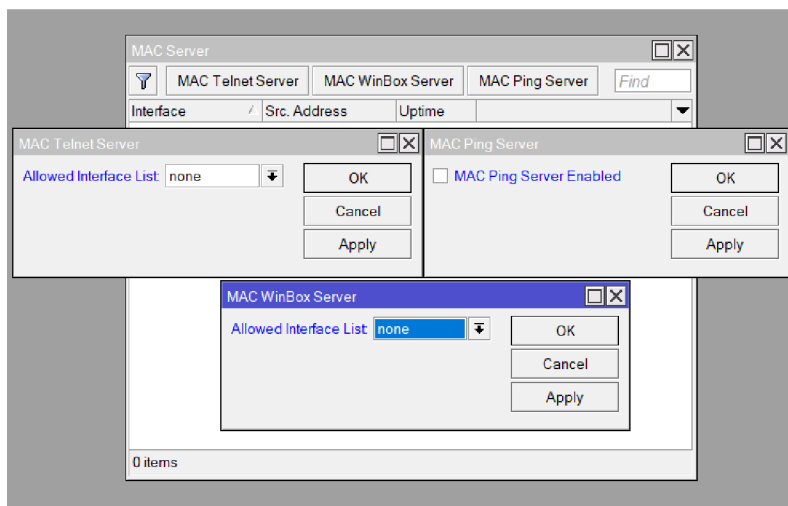 MAC Server
MAC Telnet Server MAC WinBox Server MAC Ping Server Find
Interface Src. Address Uptime
MAC Telnet Server
Allowed Interface List: none
OK
Cancel
Apply
MAC Ping Server
MAC Ping Server Enabled
OK
Cancel
Apply
MAC WinBox Server
Allowed Interface List: none
OK
Cancel
Apply
0 items